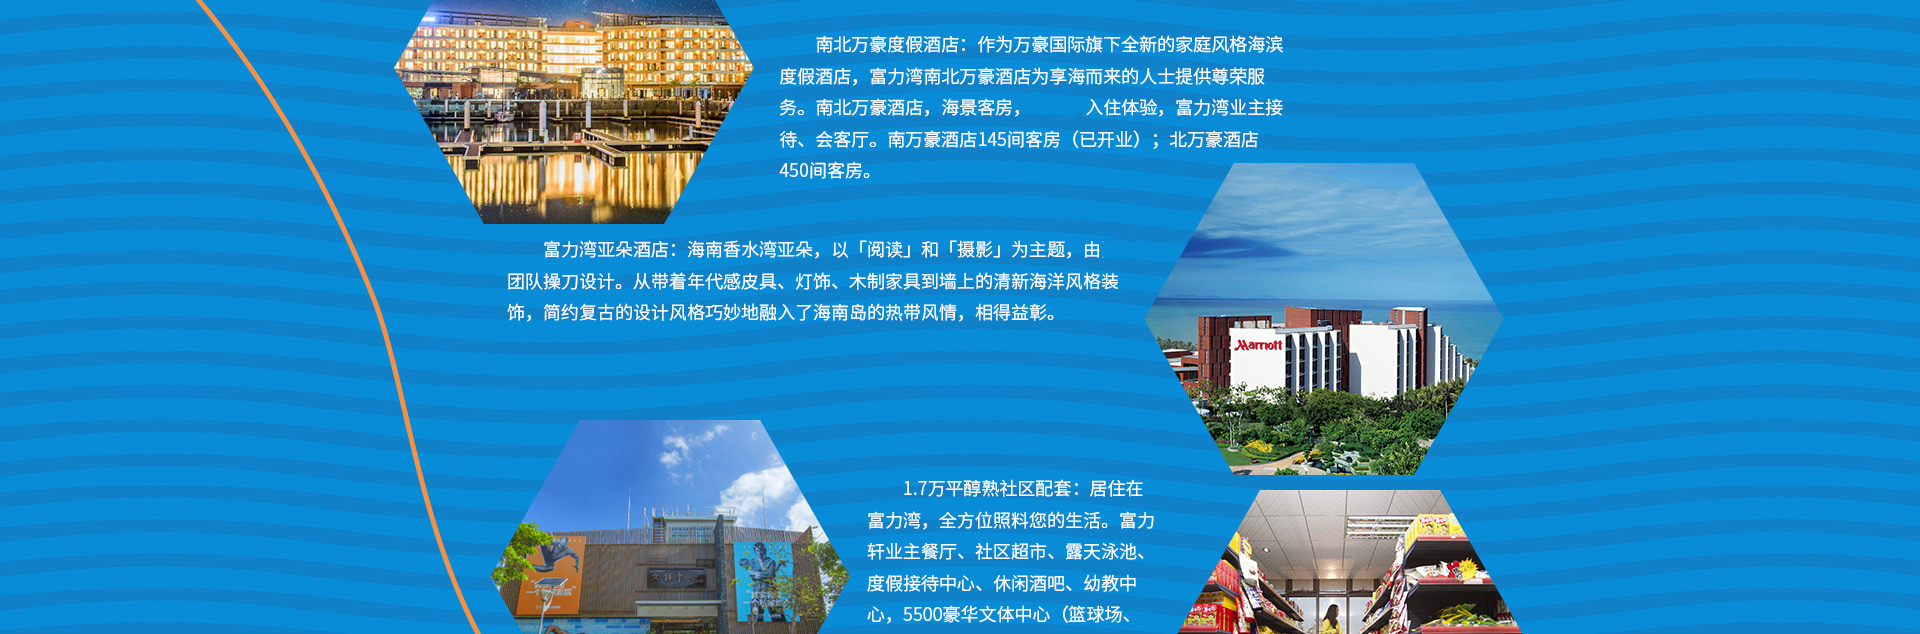 南北万豪度假酒店：作为万豪国际旗下全新的家庭风格海滨
度假酒店，富力湾南北万豪酒店为享海而来的人士提供尊荣服
务。南北万豪酒店，海景客房， 入住体验，富力湾业主接
待、会客厅。南万豪酒店145间客房（已开业）；北万豪酒店
450间客房。
富力湾亚朵酒店：海南香水湾亚朵，以「阅读」和「摄影」为主题，由
团队操刀设计。从带着年代感皮具、灯饰、木制家具到墙上的清新海洋风格装
饰，简约复古的设计风格巧妙地融入了海南岛的热带风情，相得益彰。
Marriott
1.7万平醇熟社区配套：居住在
富力湾，全方位照料您的生活。富力
轩业主餐厅、社区超市、露天泳池、
度假接待中心、休闲酒吧、幼教中
心，5500豪华文体中心（篮球场、